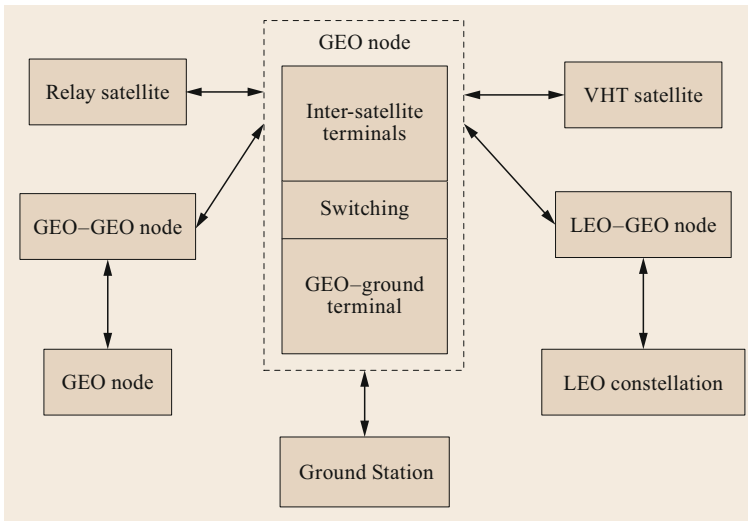 GEO node
Relay satellite
Inter-satellite
terminals
VHT satellite
Switching
GEO–GEO node
LEO–GEO node
GEO–ground
terminal
GEO node
LEO constellation
Ground Station